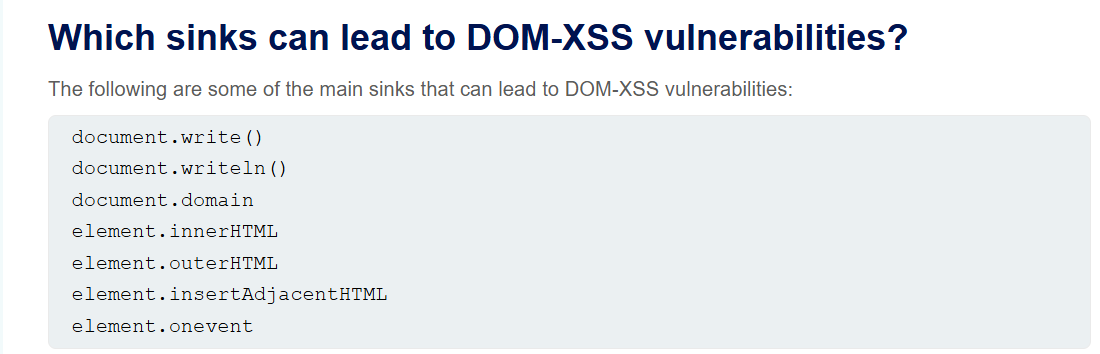 Which sinks can lead to DOM-XSS vulnerabilities?
The following are some of the main sinks that can lead to DOM-XSS vulnerabilities:
document.write()
document.writeln()
document.domain
element.innerHTML
element.outerHTML
element.insertAdjacentHTML
element.onevent